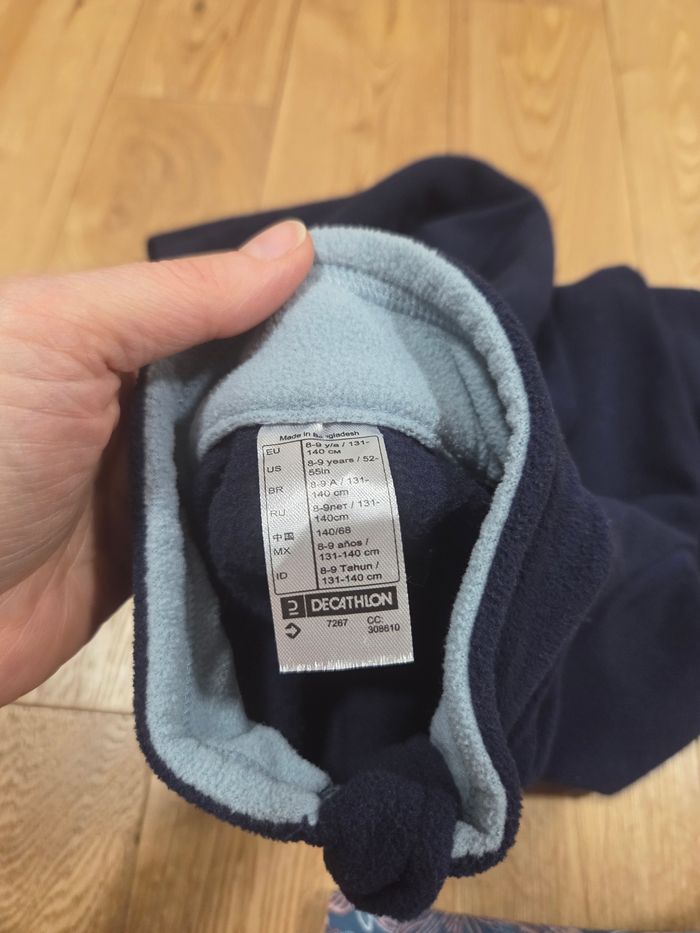 Made in Bangladesh
EU 8-9 y/a / 131-
140 см
US 8-9 years / 52-
55in
BR 8-9 A / 131-
140 cm
RU 8-9лет / 131-
140cm
中国 140/68
MX 8-9 años /
131-140 cm
ID 8-9 Tahun /
131-140 cm
DECATHLON
7267 CC:
308610